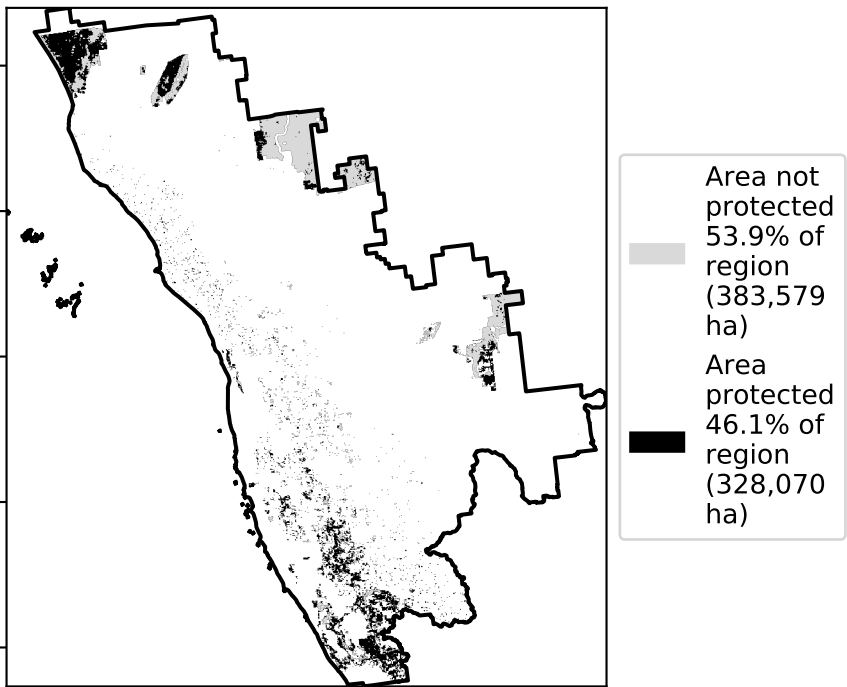 Area not
protected
53.9% of
region
(383,579
ha)
Area
protected
46.1% of
region
(328,070
ha)